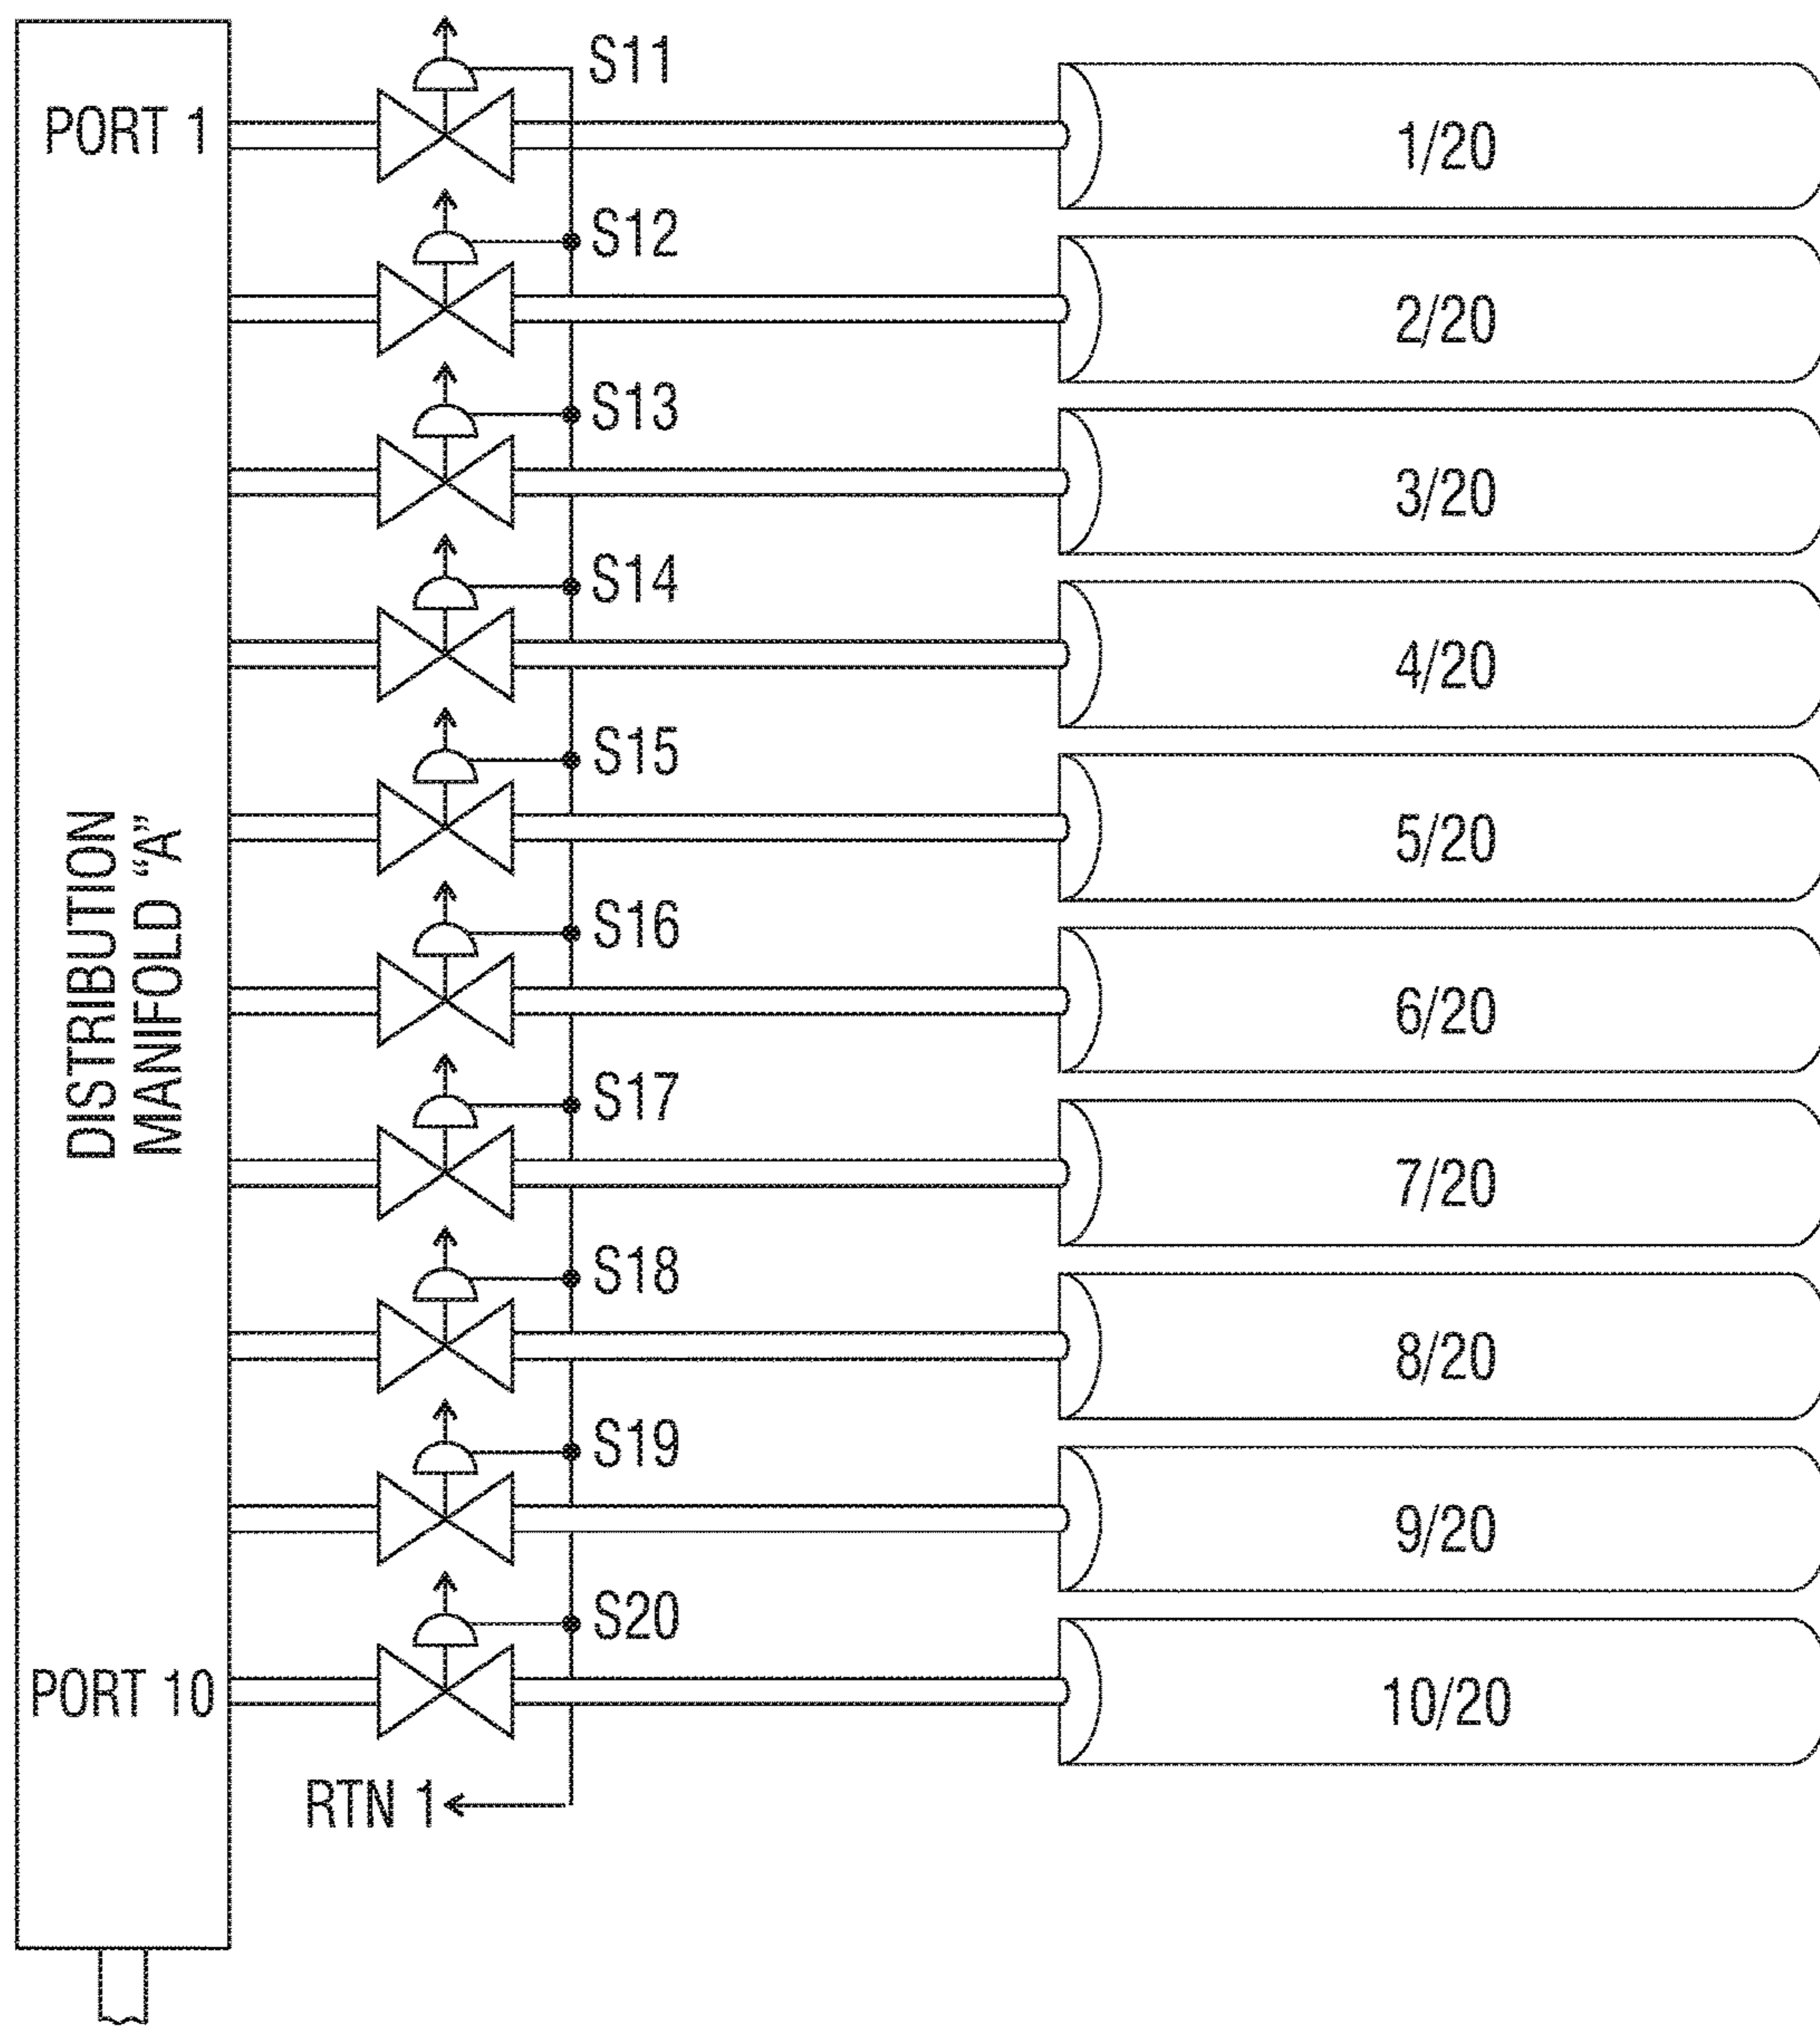 S11
PORT 1
1/20
S12
2/20
S13
3/20
S14
4/20
S15
5/20
DISTRIBUTION
MANIFOLD “A”
S16
6/20
S17
7/20
S18
8/20
S19
9/20
S20
PORT 10
10/20
RTN 1